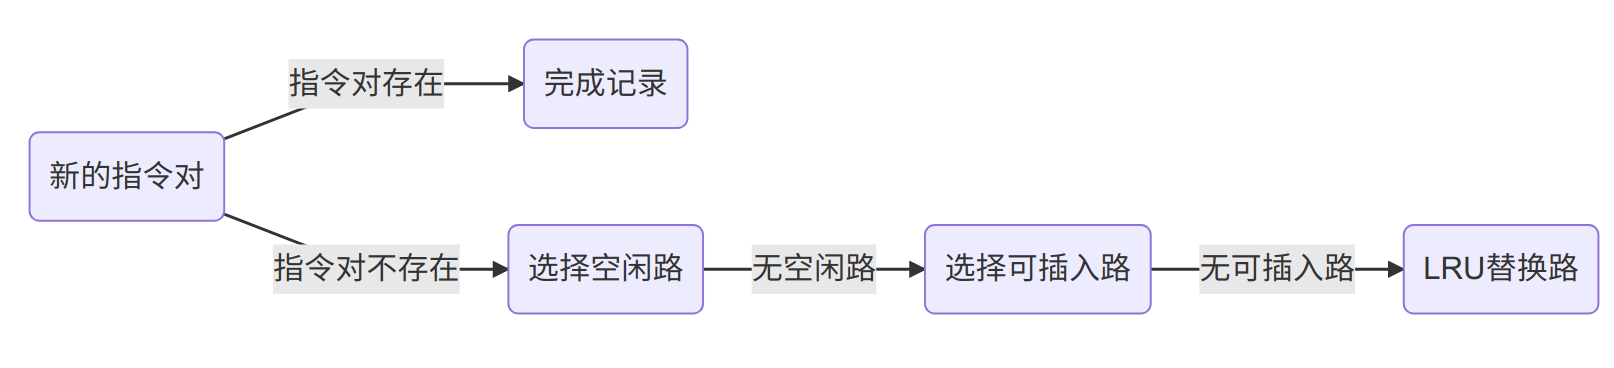 指令对存在
完成记录
新的指令对
指令对不存在
选择空闲路
无空闲路
选择可插入路
无可插入路
LRU替换路